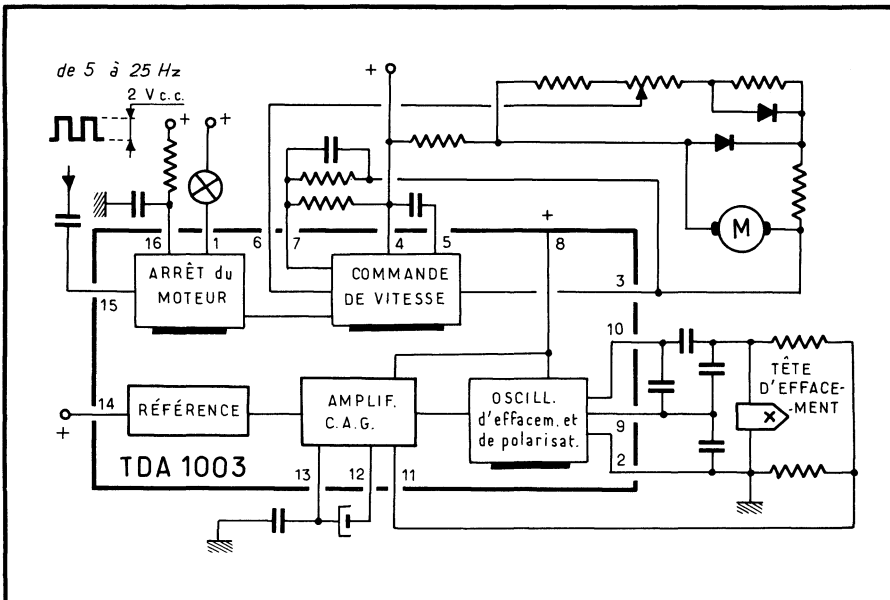 de 5 à 25 Hz
2 V c.c.
+
+
+
16
1
6
7
4
5
+
8
ARRÊT du
MOTEUR
COMMANDE
DE VITESSE
M
15
3
10
14
+
RÉFÉRENCE
AMPLIF.
C.A.G.
OSCILL.
d'effacem. et
de polarisat.
TÊTE
D'EFFACE-
-MENT
x
9
2
TDA 1003
13
12
11